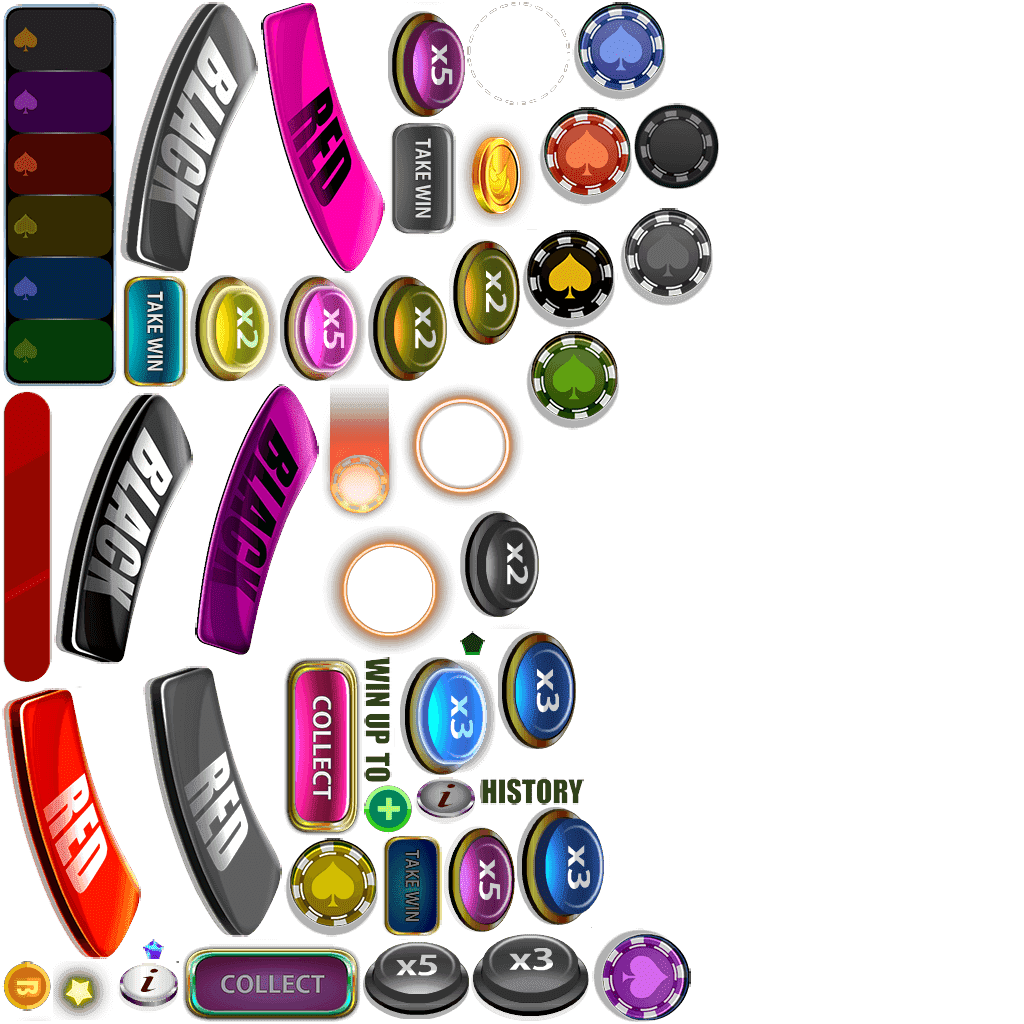 BLACK
RED
x5
TAKE WIN
TAKE WIN
x2
x5
x2
x2
BLACK
BLACK
x2
RED
RED
COLLECT
WIN UP TO
x3
x3
i
HISTORY
TAKE WIN
x5
x3
B
i
COLLECT
x5
x3